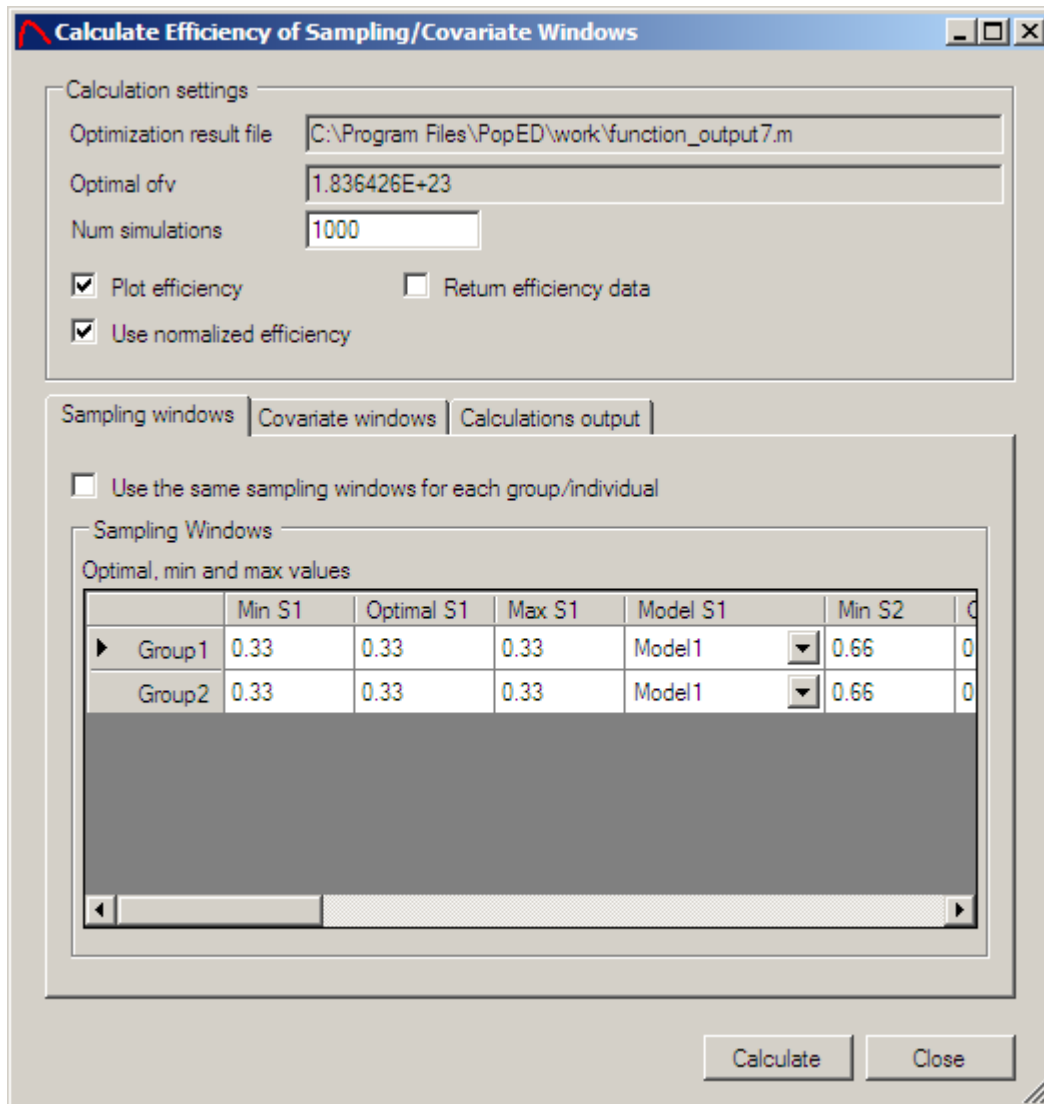 Calculate Efficiency of Sampling/Covariate Windows
Calculation settings
Optimization result file C:\Program Files\PopED\work\function_output7.m
Optimal ofv 1.836426E+23
Num simulations 1000
Plot efficiency Return efficiency data
Use normalized efficiency
Sampling windows Covariate windows Calculations output
Use the same sampling windows for each group/individual
Sampling Windows
Optimal, min and max values
Min S1 Optimal S1 Max S1 Model S1 Min S2
Group1 0.33 0.33 0.33 Model1 0.66 0
Group2 0.33 0.33 0.33 Model1 0.66 0
Calculate Close